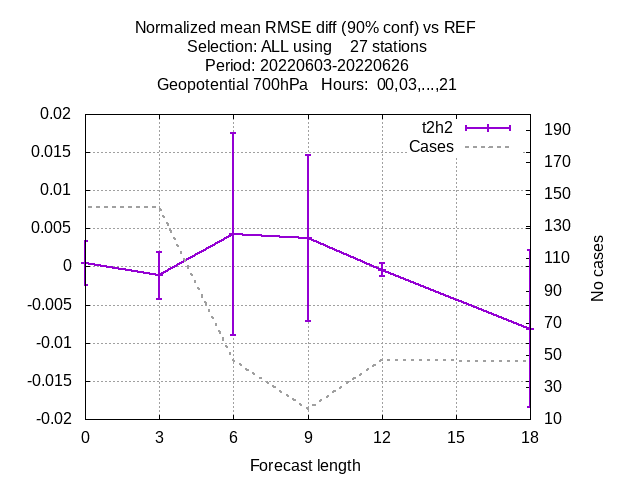 Normalized mean RMSE diff (90% conf) vs REF
Selection: ALL using    27 stations
Period: 20220603-20220626
Geopotential 700hPa   Hours:  00,03,...,21
t2h2
Cases
0.02
0.015
0.01
0.005
0
-0.005
-0.01
-0.015
-0.02
190
170
150
130
110
90
70
50
30
10
No cases
0 3 6 9 12 15 18
Forecast length